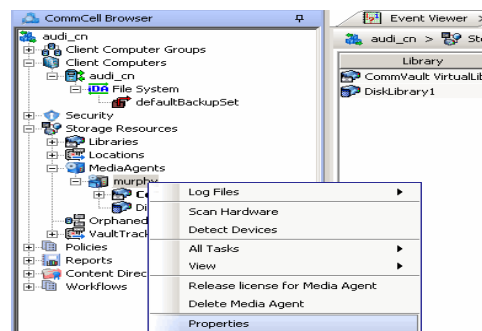 CommCell Browser
audi_cn
Client Computer Groups
Client Computers
audi_cn
File System
defaultBackupSet
Security
Storage Resources
Libraries
Locations
MediaAgents
murphy
Orphaned
VaultTrack
Policies
Reports
Content Direc
Workflows
Log Files
Scan Hardware
Detect Devices
All Tasks
View
Release license for Media Agent
Delete Media Agent
Properties
Event Viewer
audi_cn >
Library
CommVault VirtualLib
DiskLibrary1